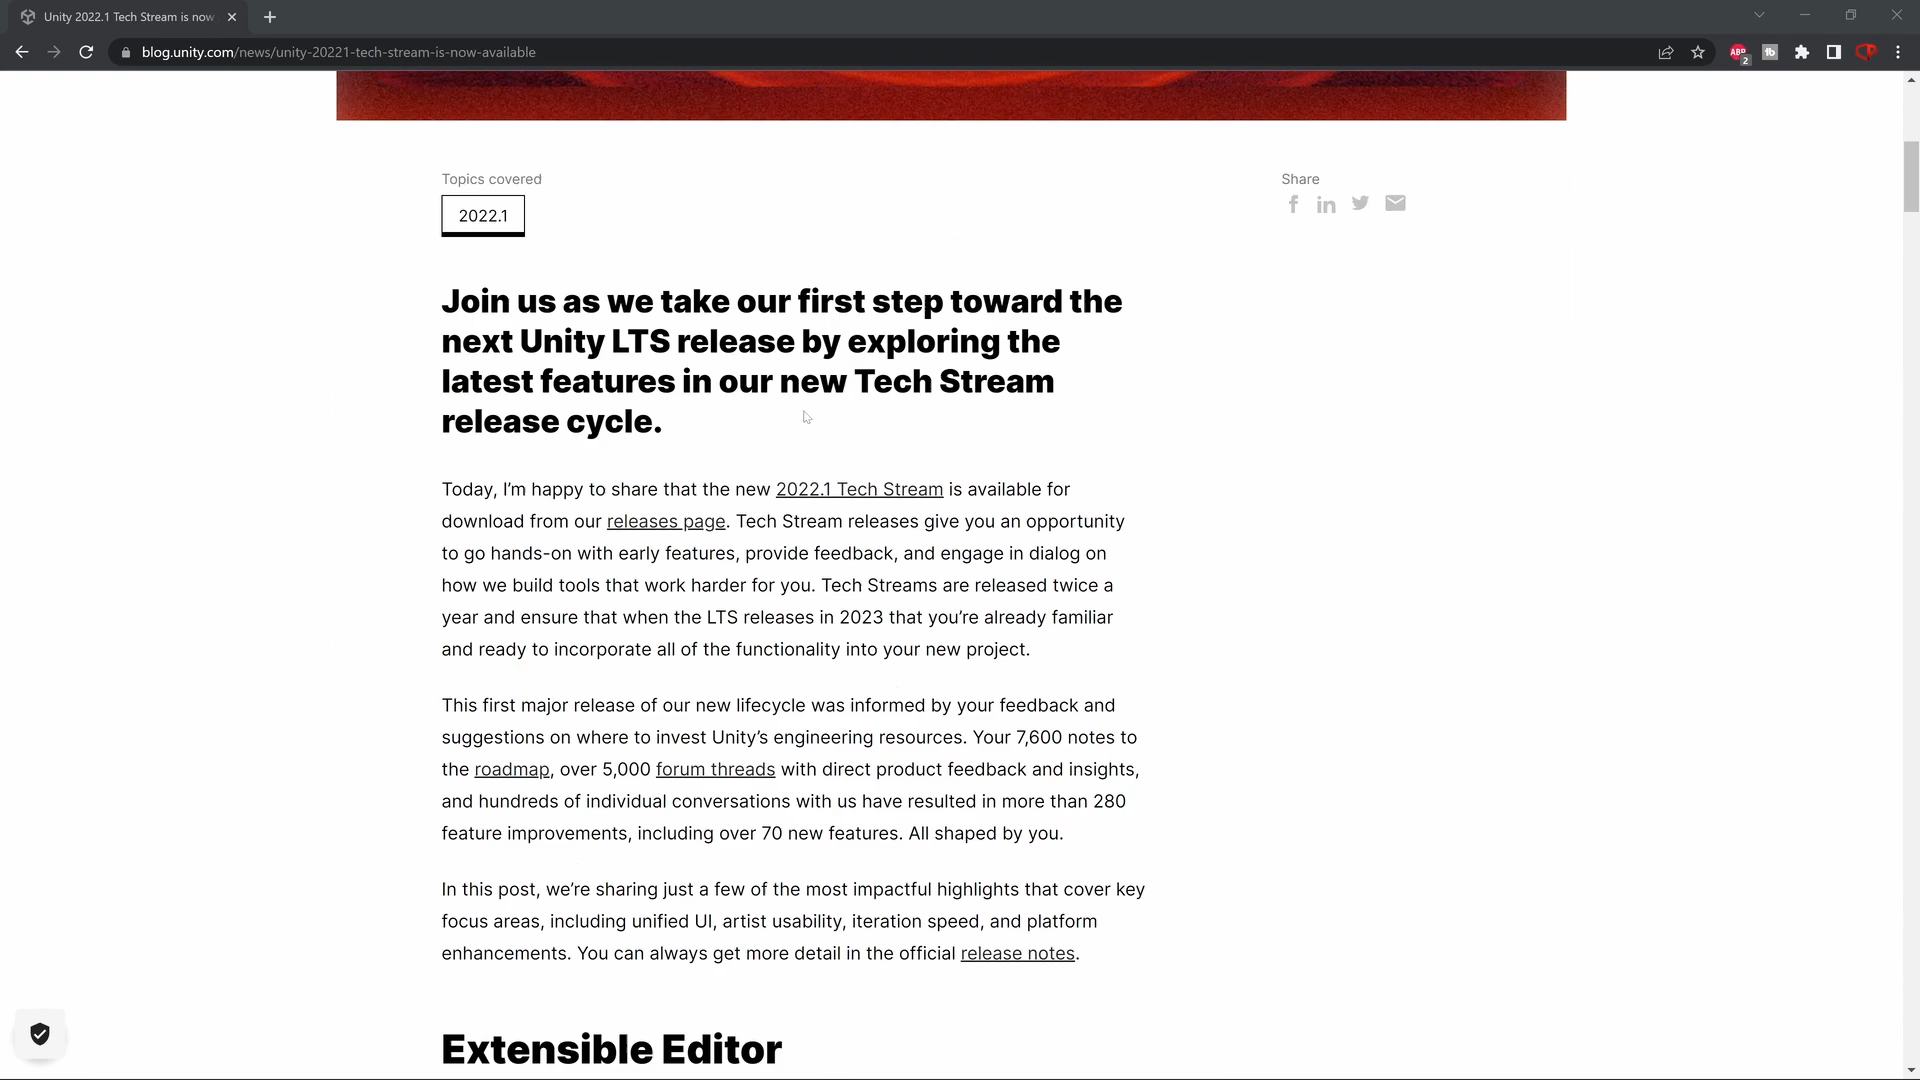 Unity 2022.1 Tech Stream is now
blog.unity.com/news/unity-20221-tech-stream-is-now-available
ABP
2
tb
Topics covered
Share
2022.1
Join us as we take our first step toward the
next Unity LTS release by exploring the
latest features in our new Tech Stream
release cycle.
Today, I’m happy to share that the new 2022.1 Tech Stream is available for
download from our releases page. Tech Stream releases give you an opportunity
to go hands-on with early features, provide feedback, and engage in dialog on
how we build tools that work harder for you. Tech Streams are released twice a
year and ensure that when the LTS releases in 2023 that you’re already familiar
and ready to incorporate all of the functionality into your new project.
This first major release of our new lifecycle was informed by your feedback and
suggestions on where to invest Unity’s engineering resources. Your 7,600 notes to
the roadmap, over 5,000 forum threads with direct product feedback and insights,
and hundreds of individual conversations with us have resulted in more than 280
feature improvements, including over 70 new features. All shaped by you.
In this post, we’re sharing just a few of the most impactful highlights that cover key
focus areas, including unified UI, artist usability, iteration speed, and platform
enhancements. You can always get more detail in the official release notes.
Extensible Editor